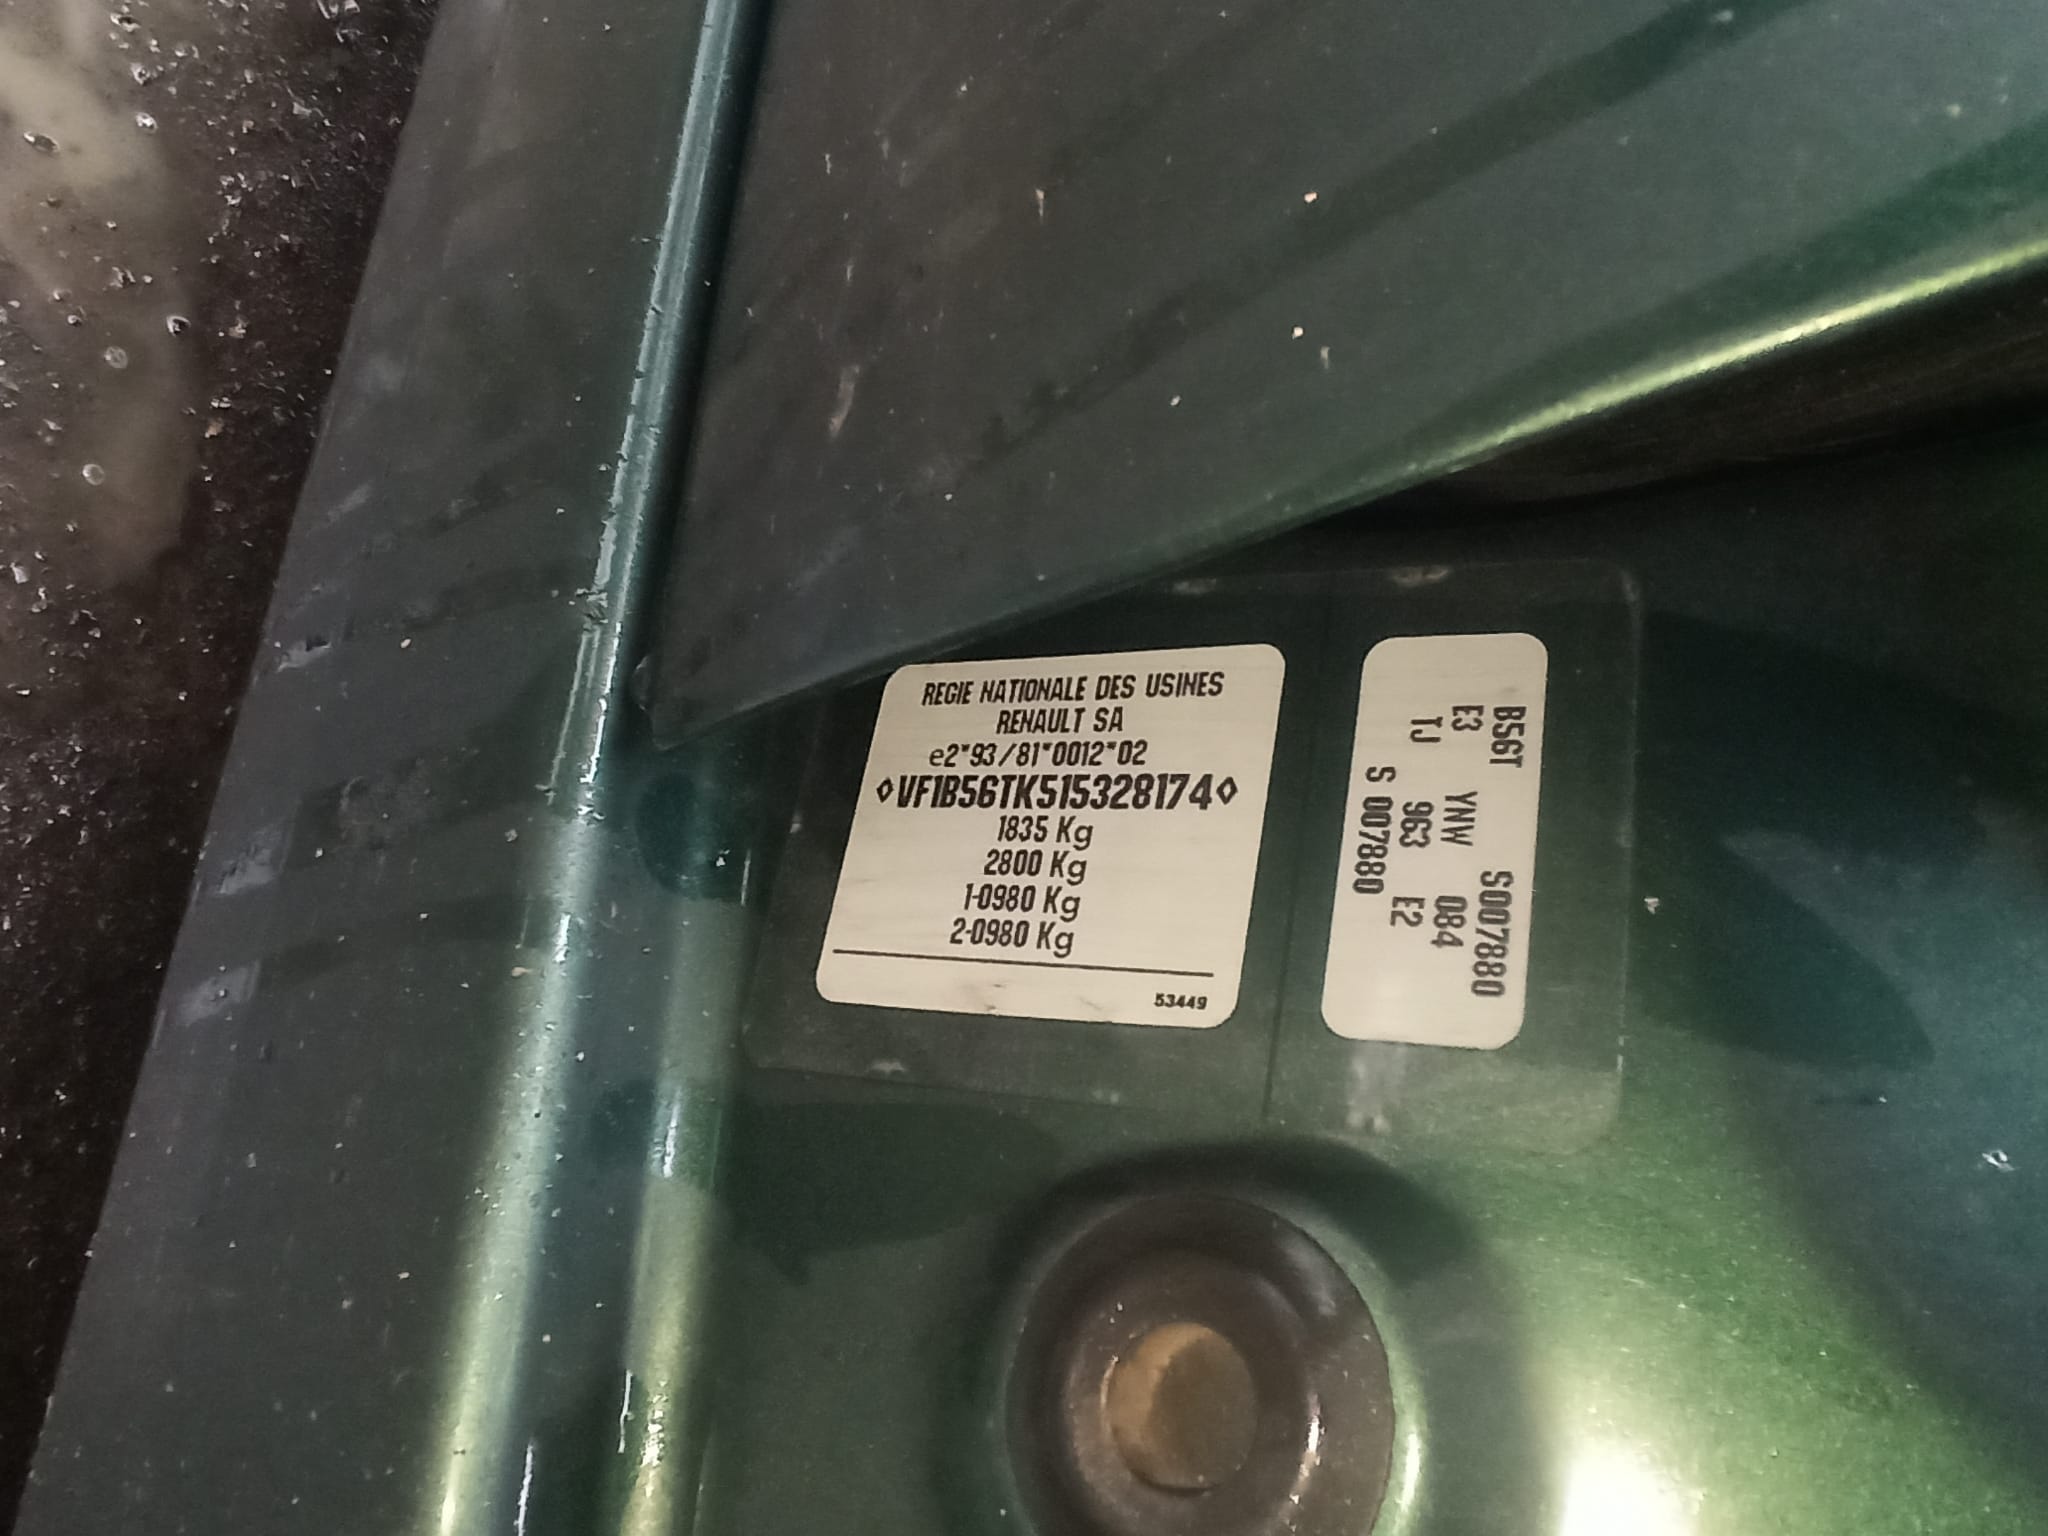 REGIE NATIONALE DES USINES
RENAULT SA
e2*93/81*0012*02
◊VF1B56TK515328174◊
1835 Kg
2800 Kg
1-0980 Kg
2-0980 Kg
53449
B56T YNW S007880
E3 963 084
TJ E2
S 007880